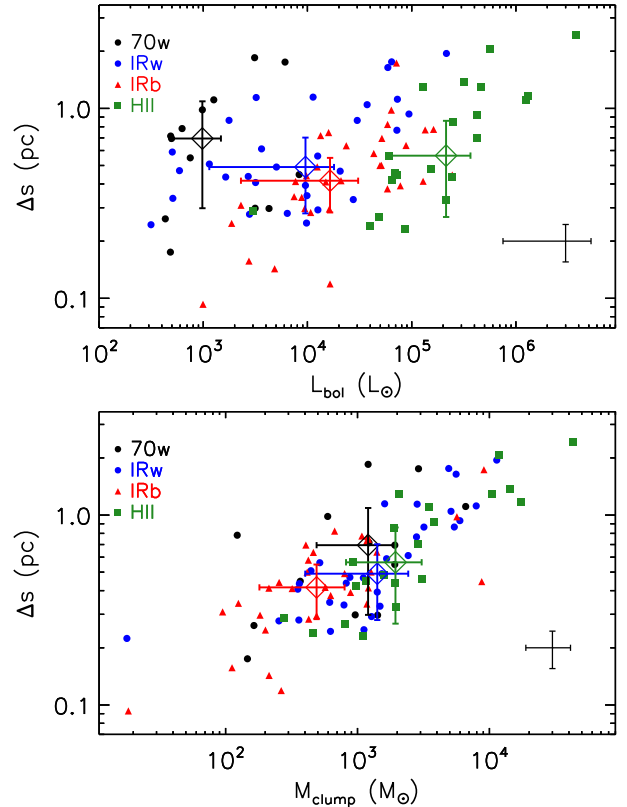 70w
IRw
IRb
HII
1.0
0.1
Δs (pc)
10² 10³ 10⁴ 10⁵ 10⁶
L_bol (L_⊙)
70w
IRw
IRb
HII
1.0
0.1
Δs (pc)
10² 10³ 10⁴
M_clump (M_⊙)